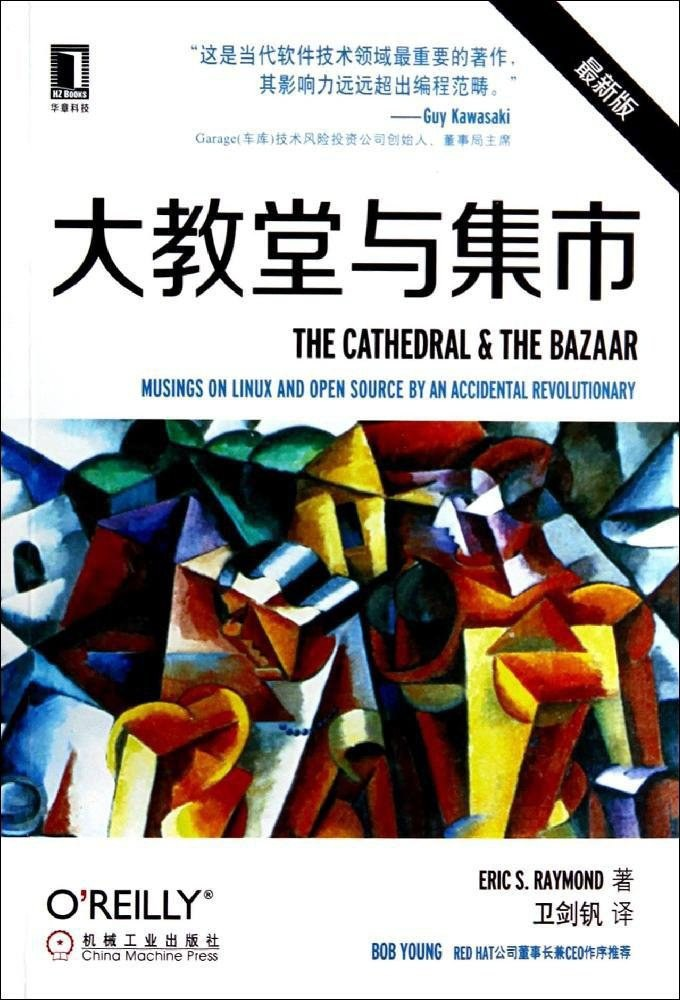 HZ BOOKS
华章科技
“这是当代软件技术领域最重要的著作，
其影响力远远超出编程范畴。”
——Guy Kawasaki
Garage(车库)技术风险投资公司创始人、董事局主席
最新版
大教堂与集市
THE CATHEDRAL & THE BAZAAR
MUSINGS ON LINUX AND OPEN SOURCE BY AN ACCIDENTAL REVOLUTIONARY
ERIC S. RAYMOND 著
卫剑钒 译
O'REILLY®
机械工业出版社
China Machine Press
BOB YOUNG RED HAT公司董事长兼CEO作序推荐